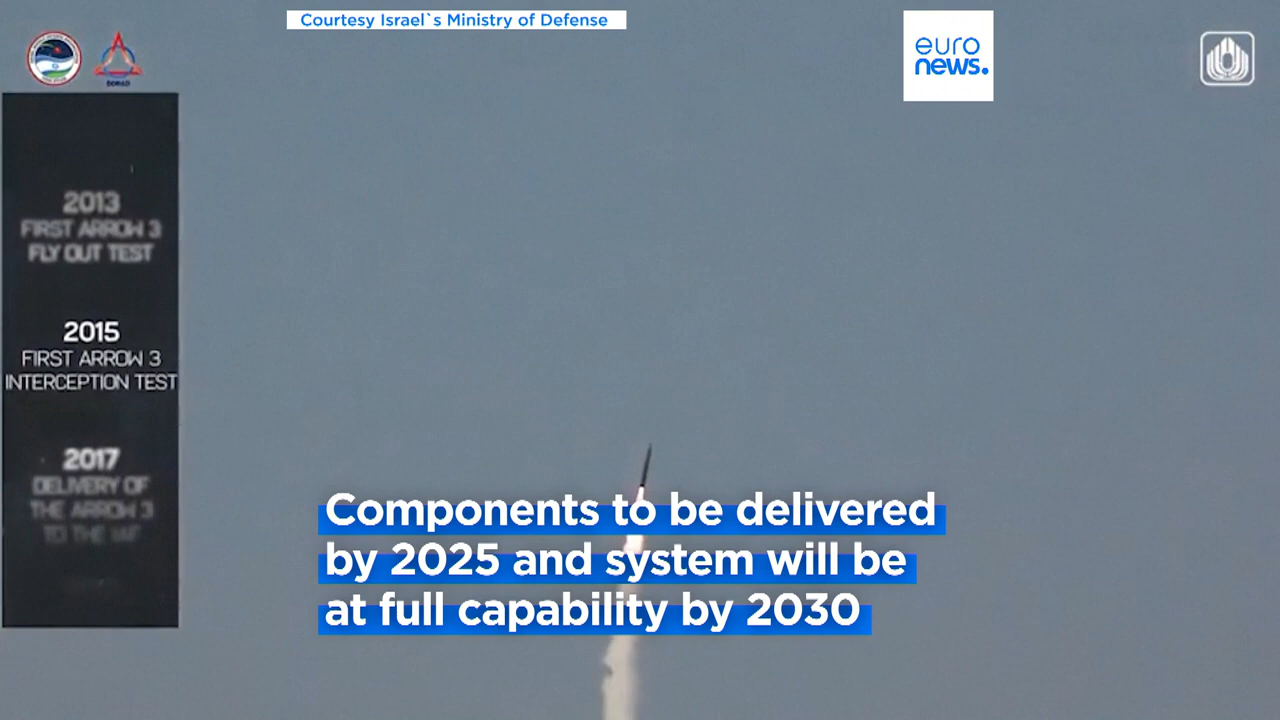 Courtesy Israel`s Ministry of Defense
euro
news.
2013
FIRST ARROW 3
FLY OUT TEST
2015
FIRST ARROW 3
INTERCEPTION TEST
2017
DELIVERY OF
THE ARROW 3
TO THE IAF
Components to be delivered
by 2025 and system will be
at full capability by 2030